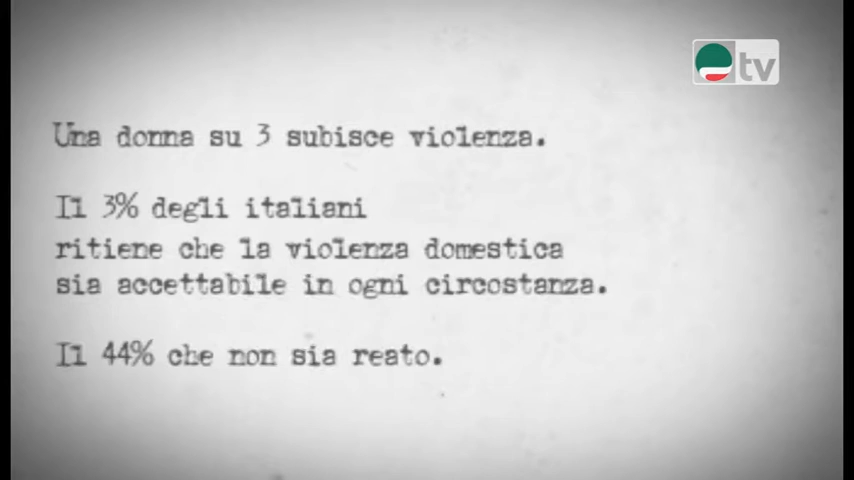 tv
Una donna su 3 subisce violenza.
Il 3% degli italiani
ritiene che la violenza domestica
sia accettabile in ogni circostanza.
Il 44% che non sia reato.